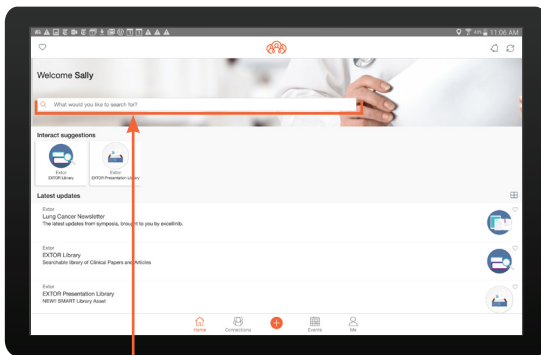 11:06 AM
Welcome Sally
What would you like to search for?
Interact suggestions
Extor
EXTOR Library
Extor
EXTOR Presentation Library
Latest updates
Extor
Lung Cancer Newsletter
The latest updates from symposia, brought to you by excellinib.
Extor
EXTOR Library
Searchable library of Clinical Papers and Articles
Extor
EXTOR Presentation Library
NEW!! SMART Library Asset
Home
Connections
Events
Me